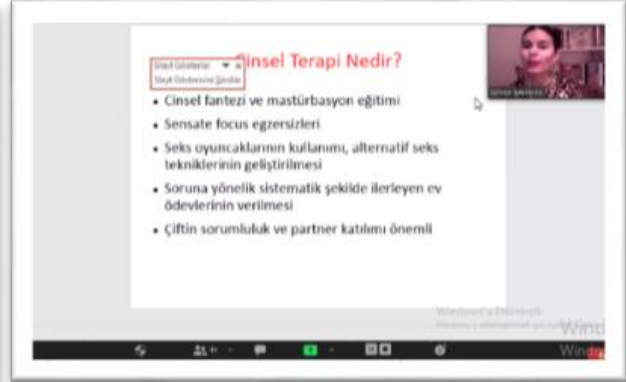 Cinsel Terapi Nedir?
Slayt Gösterisi
Slayt Gösterisini Sonlandır
• Cinsel fantezi ve mastürbasyon eğitimi
• Sensate focus egzersizleri
• Seks oyuncaklarının kullanımı, alternatif seks
tekniklerinin geliştirilmesi
• Soruna yönelik sistematik şekilde ilerleyen ev
ödevlerinin verilmesi
• Çiftin sorumluluk ve partner katılımı önemli
Windows'u Etkinleştir
Wind
Windo